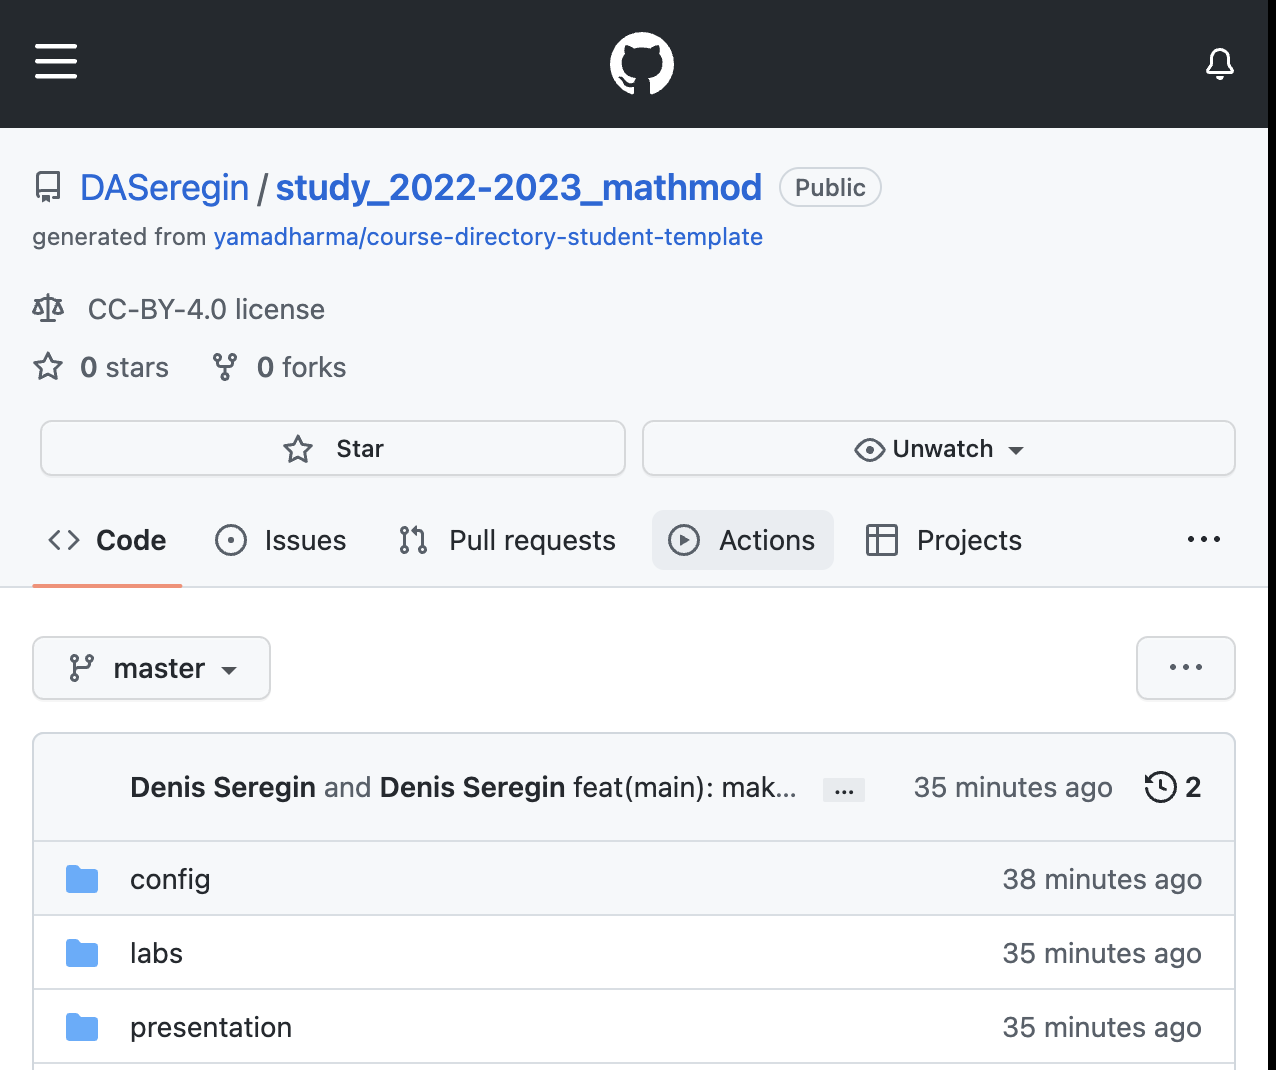 DASeregin / study_2022-2023_mathmod Public
generated from yamadharma/course-directory-student-template
CC-BY-4.0 license
0 stars 0 forks
Star Unwatch
Code Issues Pull requests Actions Projects ...
master ...
Denis Seregin and Denis Seregin feat(main): mak... ... 35 minutes ago 2
config 38 minutes ago
labs 35 minutes ago
presentation 35 minutes ago